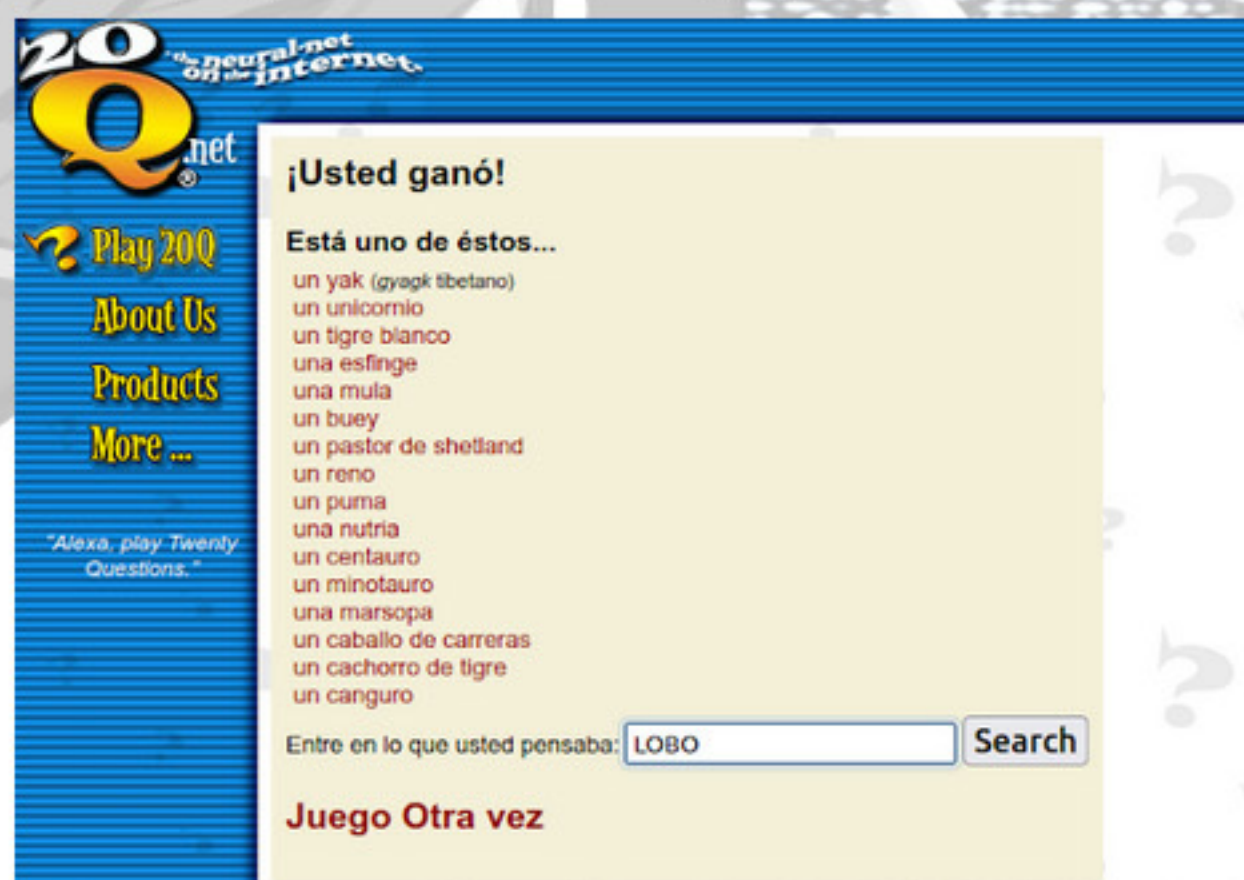 20Q.net®
the neural-net
on the internet.
Play 20Q
About Us
Products
More ...
"Alexa, play Twenty
Questions."
¡Usted ganó!
Está uno de éstos...
un yak (gyagk tibetano)
un unicornio
un tigre blanco
una esfinge
una mula
un buey
un pastor de shetland
un reno
un puma
una nutria
un centauro
un minotauro
una marsopa
un caballo de carreras
un cachorro de tigre
un canguro
Entre en lo que usted pensaba: LOBO Search
Juego Otra vez